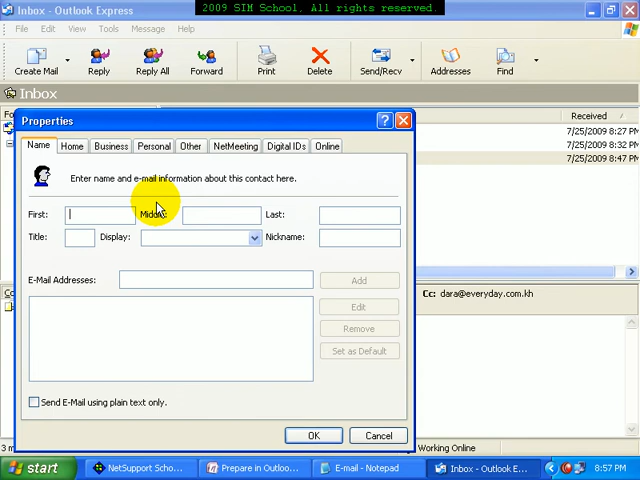 Inbox - Outlook Express
2009 SIM School, All rights reserved.
File Edit View Tools Message Help
Create Mail Reply Reply All Forward Print Delete Send/Recv Addresses Find
Inbox
Fo
Received
7/25/2009 8:27 P
7/25/2009 8:32 P
7/25/2009 8:47 P
Properties
Name Home Business Personal Other NetMeeting Digital IDs Online
Enter name and e-mail information about this contact here.
First: Middle: Last:
Title: Display: Nickname:
E-Mail Addresses: Add
Edit
Remove
Set as Default
Send E-Mail using plain text only.
OK Cancel
Co
Cc: dara@everyday.com.kh
3 m
Working Online
start NetSupport Scho... Prepare in Outloo... E-mail - Notepad Inbox - Outlook E... 8:57 PM